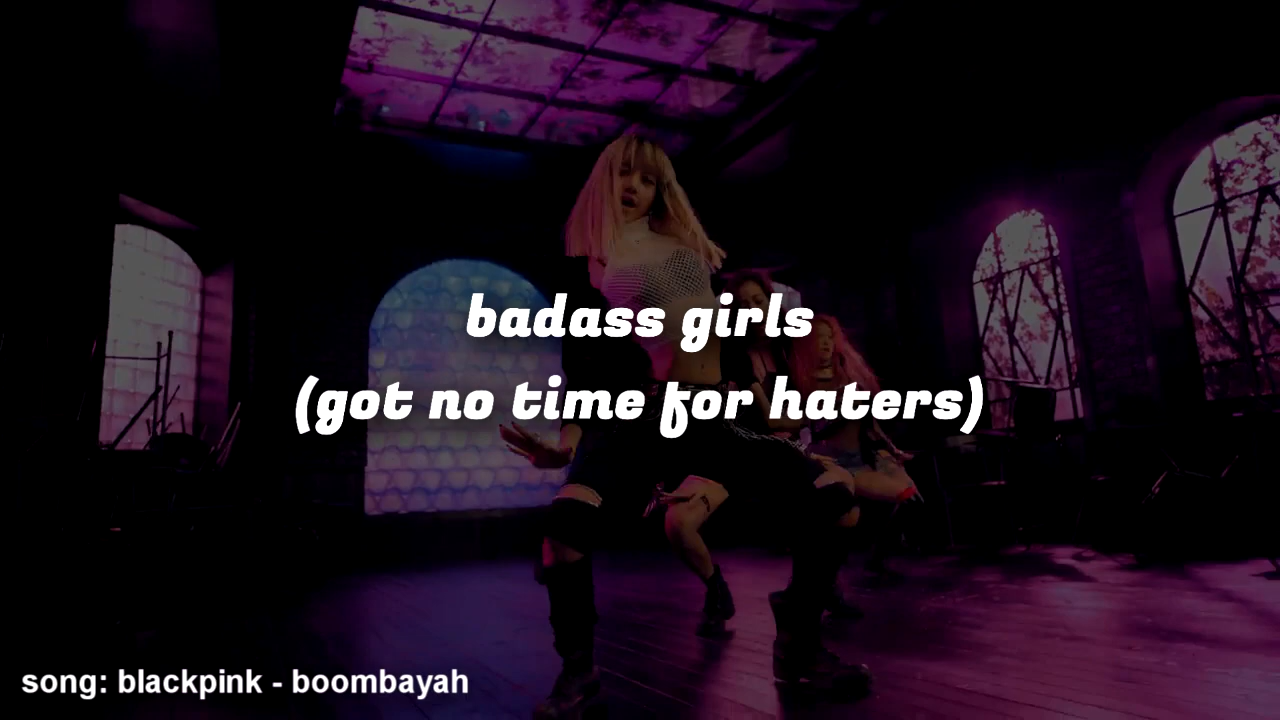 badass girls
(got no time for haters)
song: blackpink - boombayah